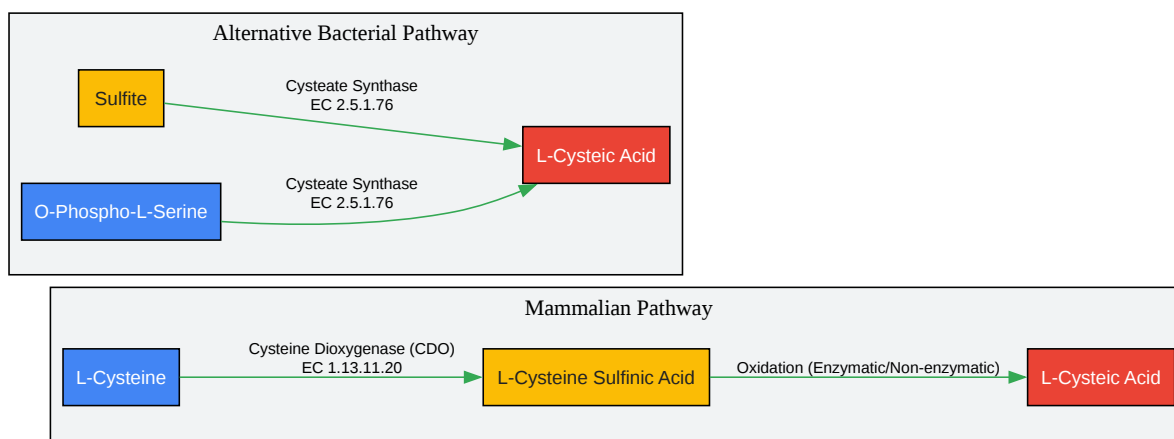 Alternative Bacterial Pathway
Sulfite
Cysteate Synthase
EC 2.5.1.76
L-Cysteic Acid
O-Phospho-L-Serine
Cysteate Synthase
EC 2.5.1.76
Mammalian Pathway
L-Cysteine
Cysteine Dioxygenase (CDO)
EC 1.13.11.20
L-Cysteine Sulfinic Acid
Oxidation (Enzymatic/Non-enzymatic)
L-Cysteic Acid